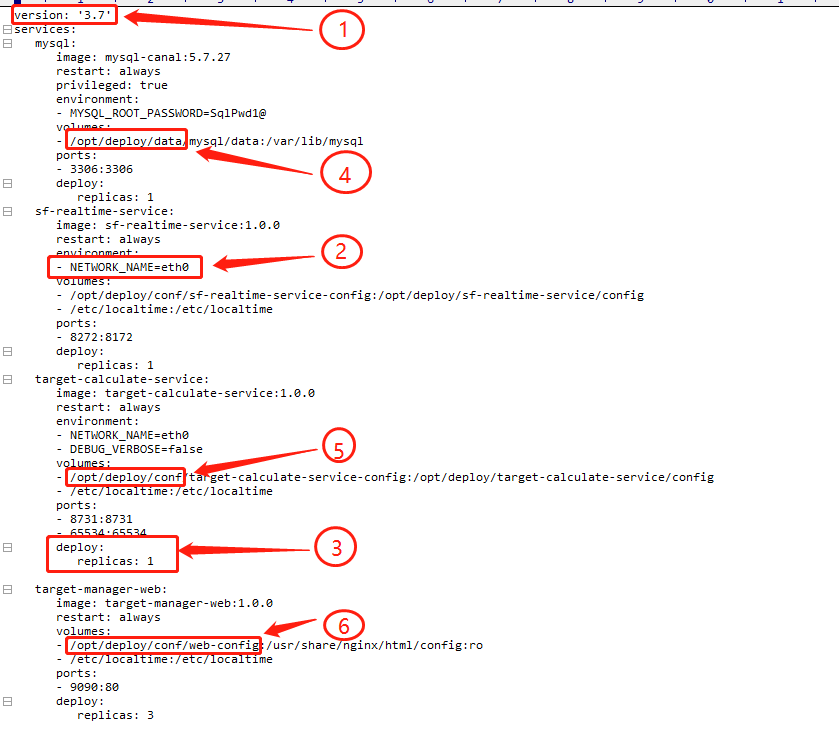 version: '3.7'
1
services:
mysql:
image: mysql-canal:5.7.27
restart: always
privileged: true
environment:
- MYSQL_ROOT_PASSWORD=SqlPwd1@
volumes:
- /opt/deploy/data/mysql/data:/var/lib/mysql
ports:
4
- 3306:3306
deploy:
replicas: 1
sf-realtime-service:
image: sf-realtime-service:1.0.0
restart: always
environment:
2
- NETWORK_NAME=eth0
volumes:
- /opt/deploy/conf/sf-realtime-service-config:/opt/deploy/sf-realtime-service/config
- /etc/localtime:/etc/localtime
ports:
- 8272:8172
deploy:
replicas: 1
target-calculate-service:
image: target-calculate-service:1.0.0
restart: always
environment:
- NETWORK_NAME=eth0
- DEBUG_VERBOSE=false
5
volumes:
- /opt/deploy/conf/target-calculate-service-config:/opt/deploy/target-calculate-service/config
- /etc/localtime:/etc/localtime
ports:
- 8731:8731
- 65534:65534
deploy:
3
replicas: 1
target-manager-web:
image: target-manager-web:1.0.0
restart: always
6
volumes:
- /opt/deploy/conf/web-config:/usr/share/nginx/html/config:ro
- /etc/localtime:/etc/localtime
ports:
- 9090:80
deploy:
replicas: 3